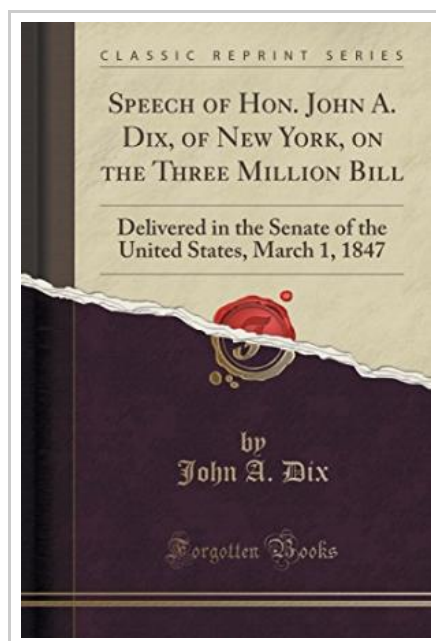 CLASSIC REPRINT SERIES
SPEECH OF HON. JOHN A.
DIX, OF NEW YORK, ON
THE THREE MILLION BILL
Delivered in the Senate of the
United States, March 1, 1847
by
John A. Dix
Forgotten Books